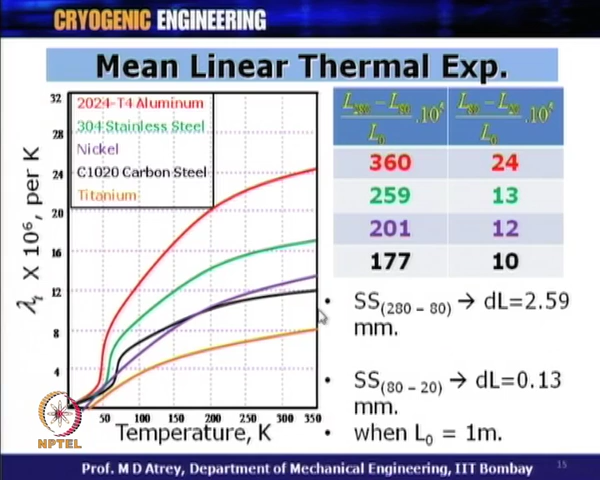 CRYOGENIC ENGINEERING
Mean Linear Thermal Exp.
32
28
24
20
16
12
8
4
λt X 10⁶, per K
2024-T4 Aluminum
304 Stainless Steel
Nickel
C1020 Carbon Steel
Titanium
50 100 150 200 250 300 350
Temperature, K
L280 − L80 / L0 .10⁵
L80 − L20 / L0 .10⁵
360 24
259 13
201 12
177 10
• SS(280 – 80) → dL=2.59
mm.
• SS(80 – 20) → dL=0.13
mm.
• when L0 = 1m.
NPTEL
Prof. M D Atrey, Department of Mechanical Engineering, IIT Bombay
15